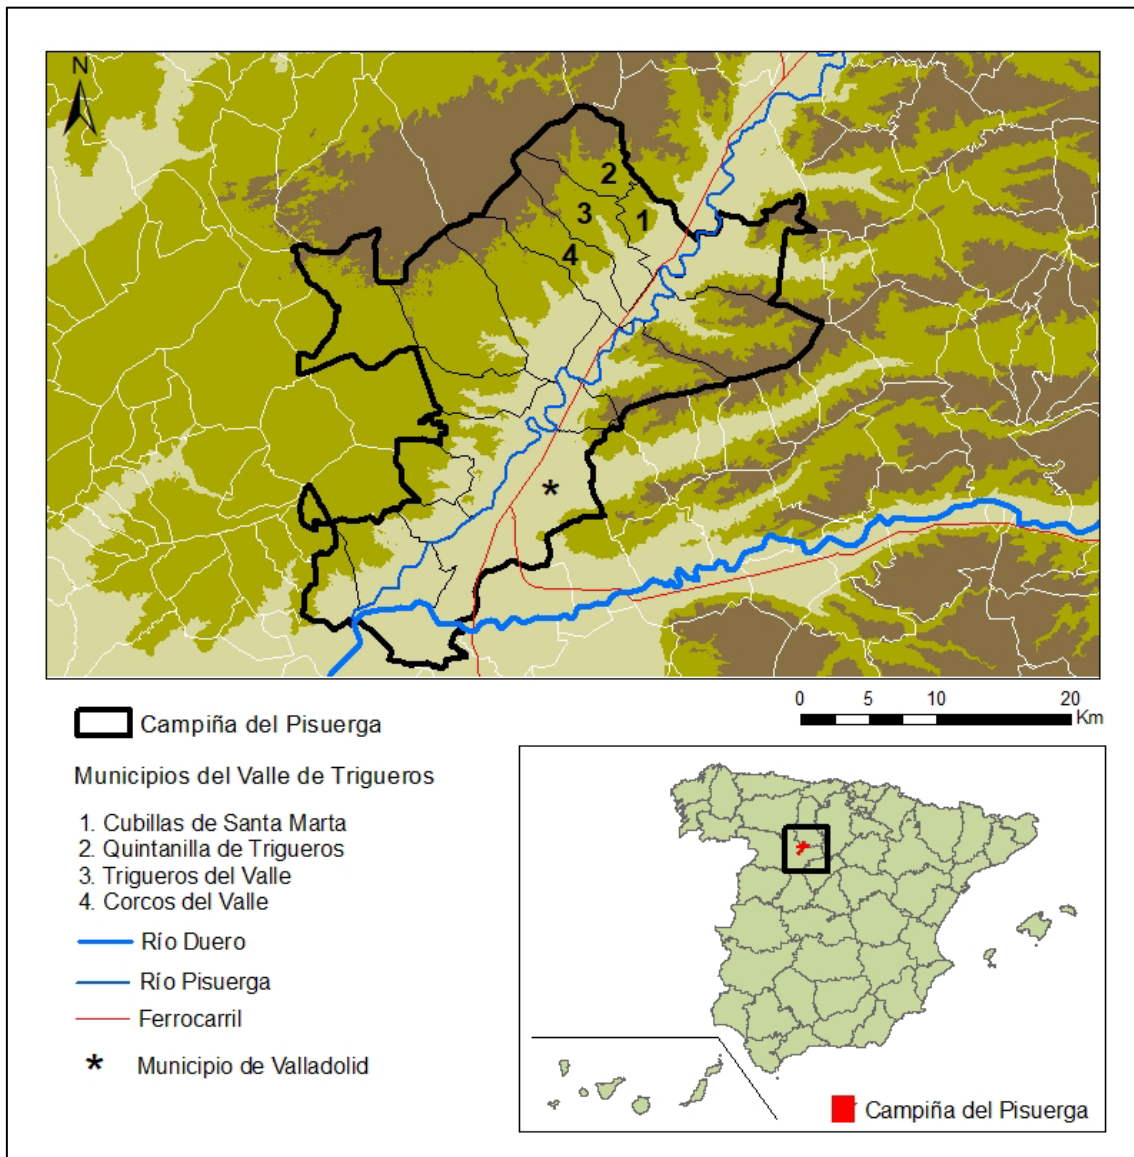 N
2
3
1
4
*
0 5 10 20
Km
Campiña del Pisuerga
Municipios del Valle de Trigueros
1. Cubillas de Santa Marta
2. Quintanilla de Trigueros
3. Trigueros del Valle
4. Corcos del Valle
Río Duero
Río Pisuerga
Ferrocarril
* Municipio de Valladolid
Campiña del Pisuerga